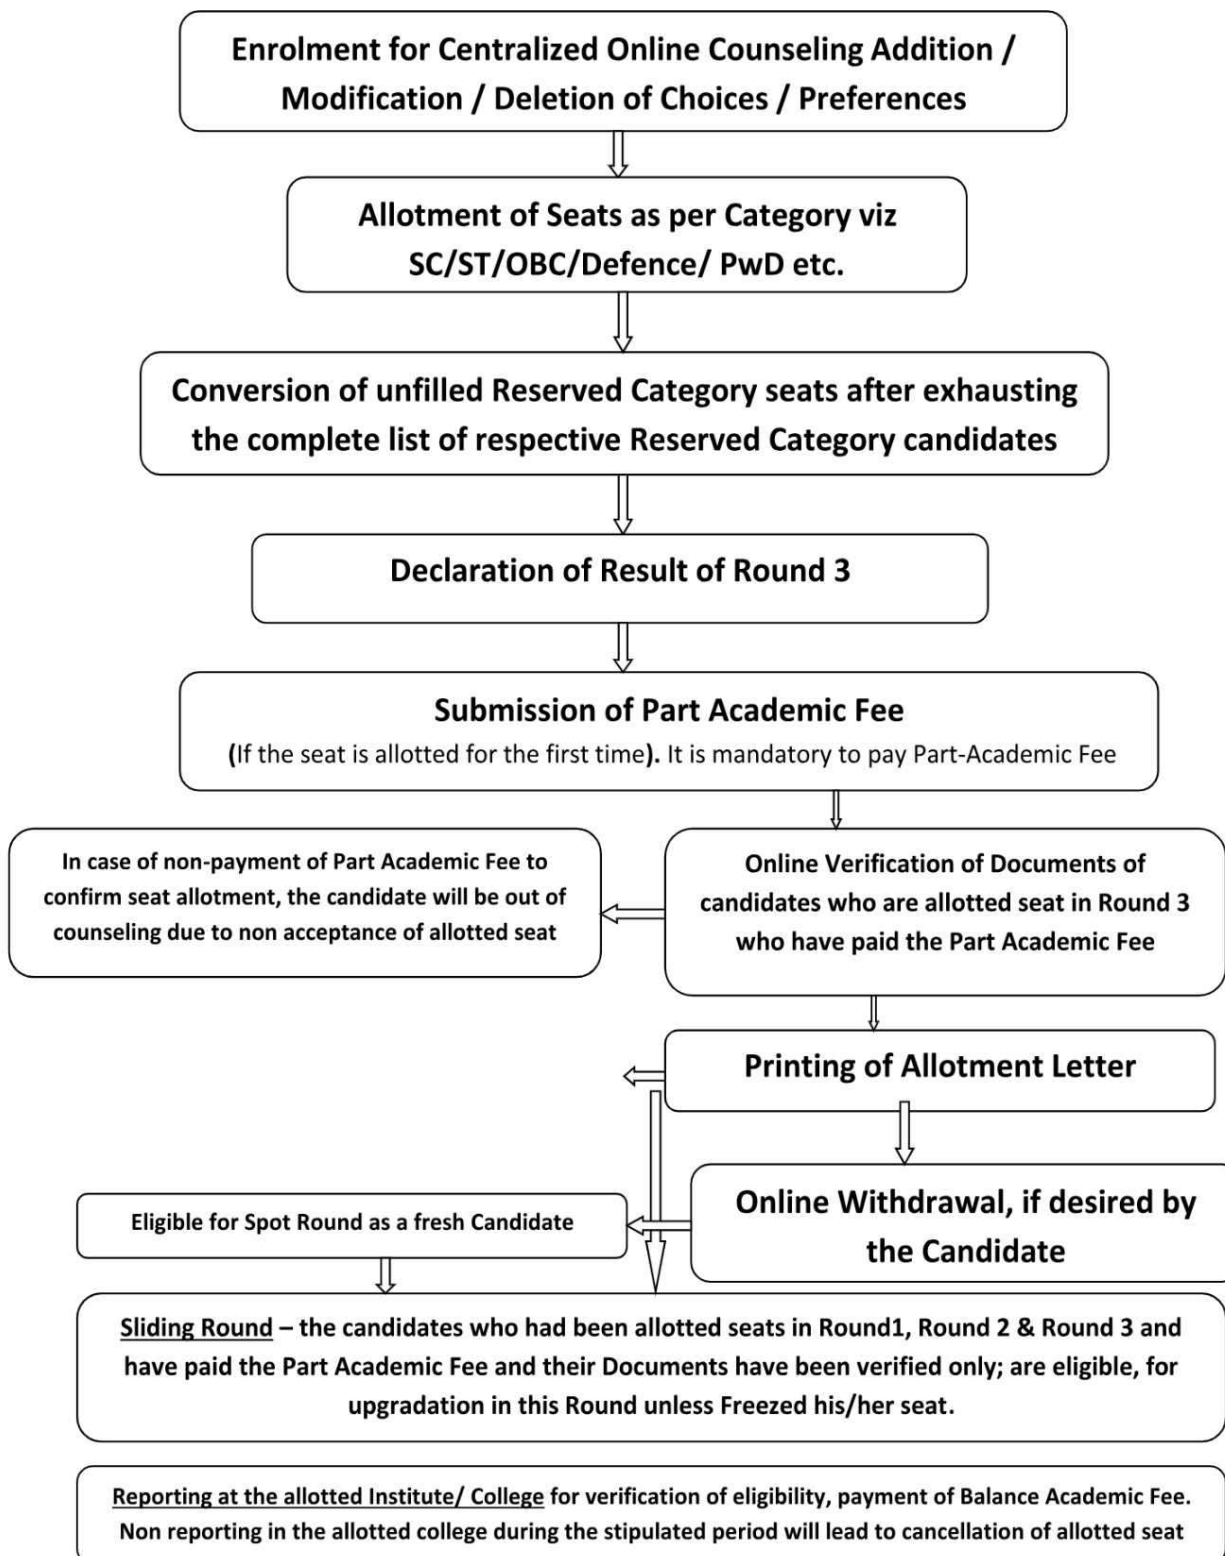 Enrolment for Centralized Online Counseling Addition /
Modification / Deletion of Choices / Preferences
Allotment of Seats as per Category viz
SC/ST/OBC/Defence/ PwD etc.
Conversion of unfilled Reserved Category seats after exhausting
the complete list of respective Reserved Category candidates
Declaration of Result of Round 3
Submission of Part Academic Fee
(If the seat is allotted for the first time). It is mandatory to pay Part-Academic Fee
In case of non-payment of Part Academic Fee to
confirm seat allotment, the candidate will be out of
counseling due to non acceptance of allotted seat
Online Verification of Documents of
candidates who are allotted seat in Round 3
who have paid the Part Academic Fee
Printing of Allotment Letter
Online Withdrawal, if desired by
the Candidate
Eligible for Spot Round as a fresh Candidate
Sliding Round – the candidates who had been allotted seats in Round1, Round 2 & Round 3 and
have paid the Part Academic Fee and their Documents have been verified only; are eligible, for
upgradation in this Round unless Freezed his/her seat.
Reporting at the allotted Institute/ College for verification of eligibility, payment of Balance Academic Fee.
Non reporting in the allotted college during the stipulated period will lead to cancellation of allotted seat